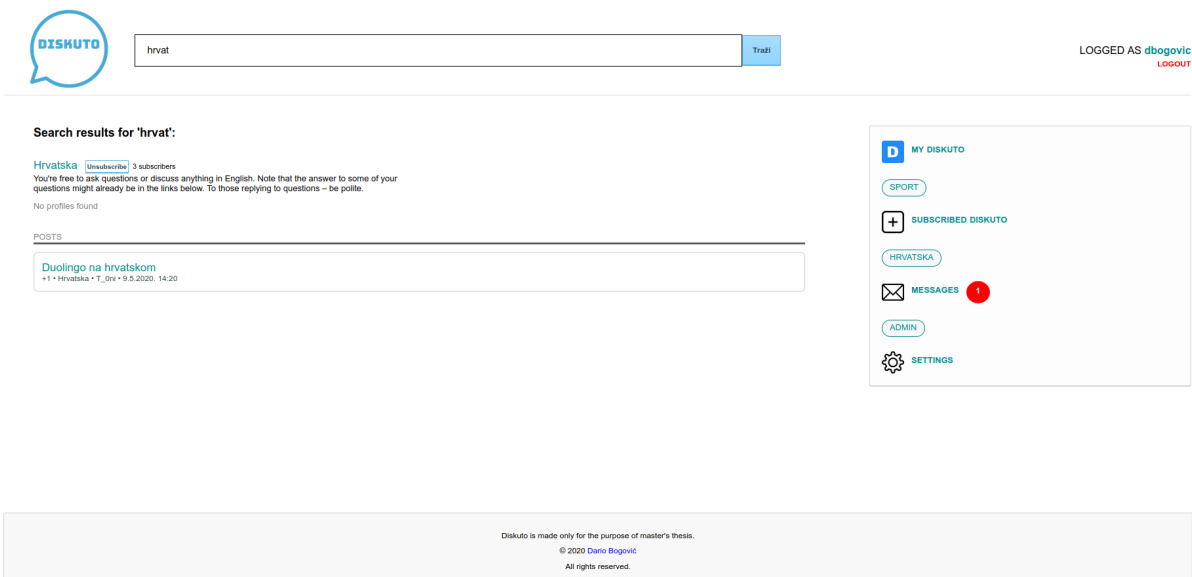 DISKUTO
hrvat
Traži
LOGGED AS dbogovic
LOGOUT
Search results for 'hrvat':
Hrvatska Unsubscribe 3 subscribers
You're free to ask questions or discuss anything in English. Note that the answer to some of your
questions might already be in the links below. To those replying to questions – be polite.
No profiles found
POSTS
Duolingo na hrvatskom
+1 • Hrvatska • T_0ni • 9.5.2020. 14:20
D MY DISKUTO
SPORT
SUBSCRIBED DISKUTO
HRVATSKA
MESSAGES 1
ADMIN
SETTINGS
Diskuto is made only for the purpose of master's thesis.
© 2020 Dario Bogović
All rights reserved.